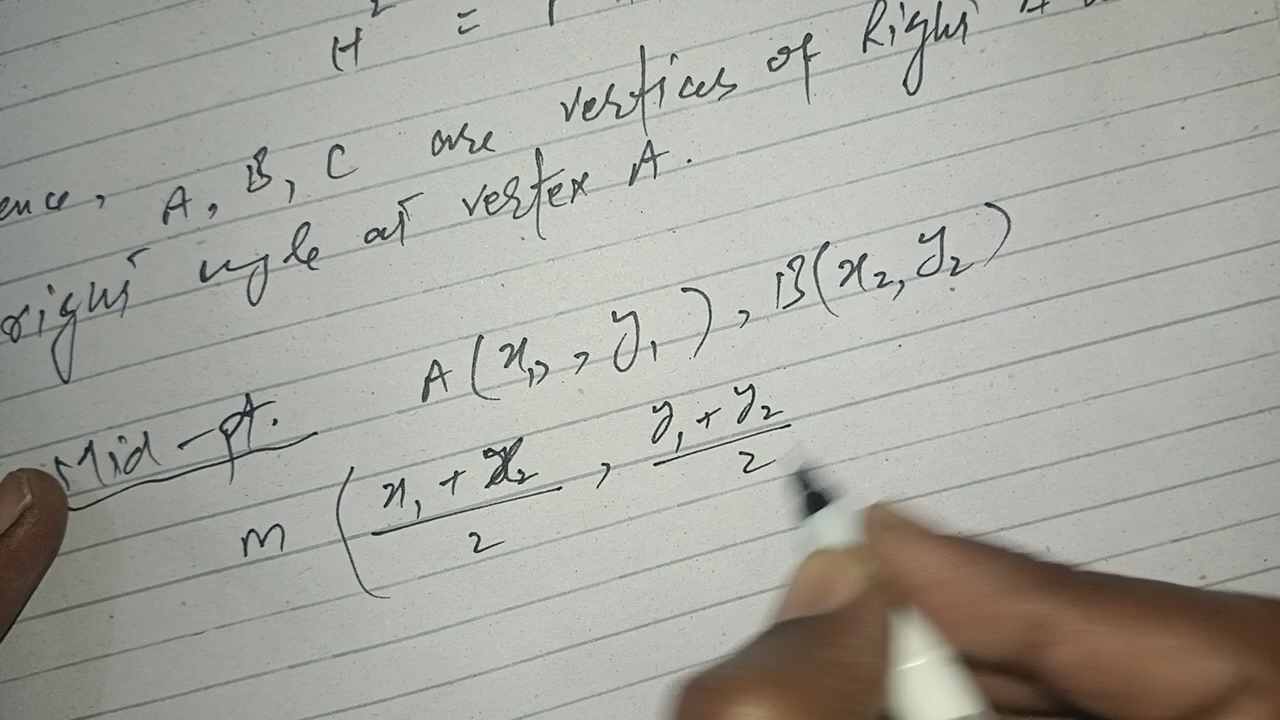 H² =
ence, A, B, C are vertices of Right
right angle at vertex A.
Mid-pt. A(x₁, y₁), B(x₂, y₂)
M (x₁ + x₂ / 2, y₁ + y₂ / 2